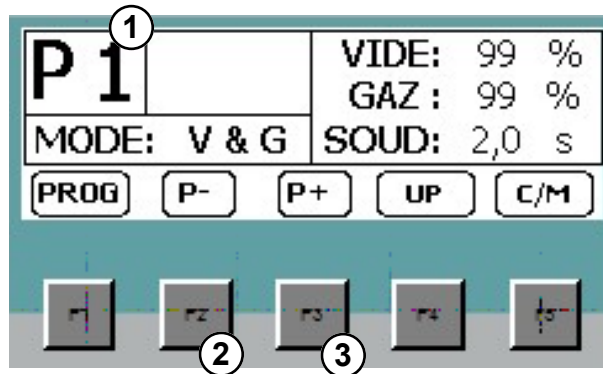 1
P 1
VIDE: 99 %
GAZ : 99 %
MODE: V & G
SOUD: 2,0 s
PROG P- P+ UP C/M
F1 F2 F3 F4 F5
2 3